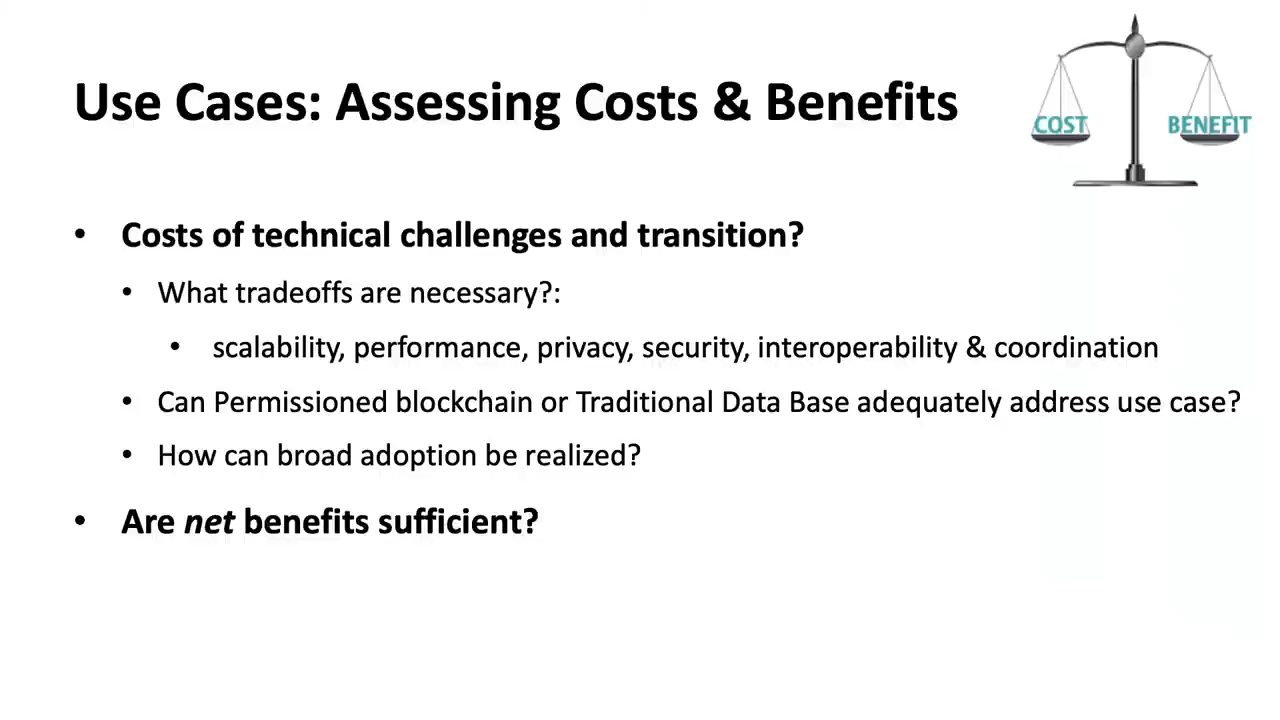 Use Cases: Assessing Costs & Benefits
COST
BENEFIT
• Costs of technical challenges and transition?
• What tradeoffs are necessary?:
• scalability, performance, privacy, security, interoperability & coordination
• Can Permissioned blockchain or Traditional Data Base adequately address use case?
• How can broad adoption be realized?
• Are net benefits sufficient?